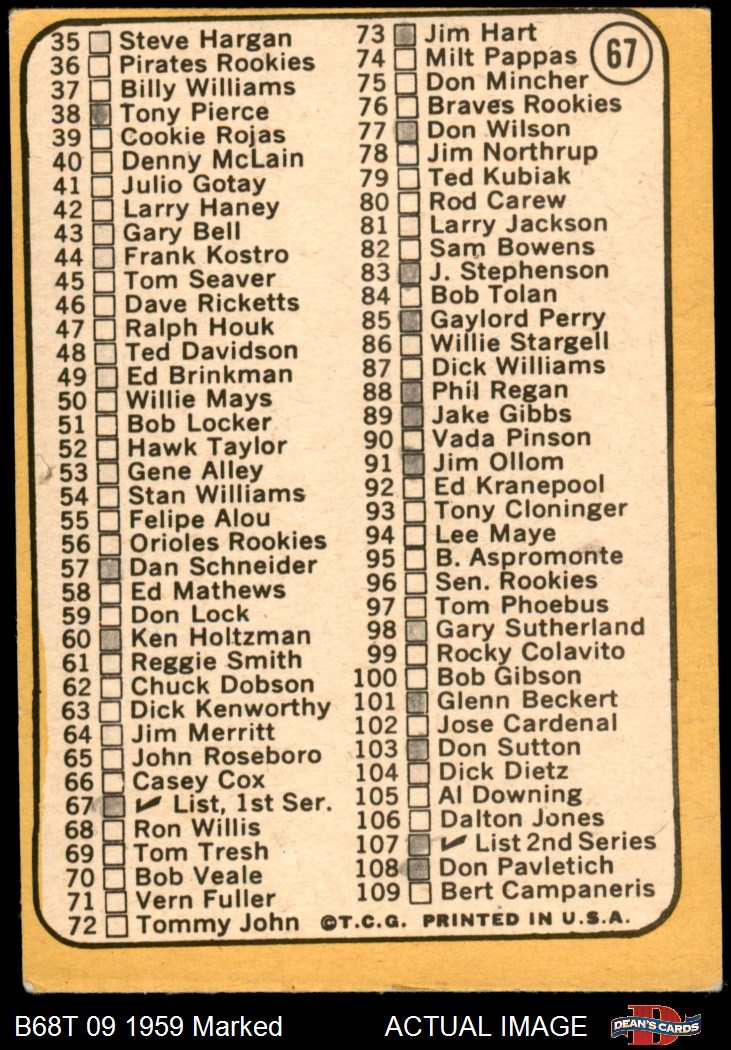 35 Steve Hargan
36 Pirates Rookies
37 Billy Williams
38 Tony Pierce
39 Cookie Rojas
40 Denny McLain
41 Julio Gotay
42 Larry Haney
43 Gary Bell
44 Frank Kostro
45 Tom Seaver
46 Dave Ricketts
47 Ralph Houk
48 Ted Davidson
49 Ed Brinkman
50 Willie Mays
51 Bob Locker
52 Hawk Taylor
53 Gene Alley
54 Stan Williams
55 Felipe Alou
56 Orioles Rookies
57 Dan Schneider
58 Ed Mathews
59 Don Lock
60 Ken Holtzman
61 Reggie Smith
62 Chuck Dobson
63 Dick Kenworthy
64 Jim Merritt
65 John Roseboro
66 Casey Cox
67 ✓ List, 1st Ser.
68 Ron Willis
69 Tom Tresh
70 Bob Veale
71 Vern Fuller
72 Tommy John
73 Jim Hart
74 Milt Pappas
75 Don Mincher
76 Braves Rookies
77 Don Wilson
78 Jim Northrup
79 Ted Kubiak
80 Rod Carew
81 Larry Jackson
82 Sam Bowens
83 J. Stephenson
84 Bob Tolan
85 Gaylord Perry
86 Willie Stargell
87 Dick Williams
88 Phil Regan
89 Jake Gibbs
90 Vada Pinson
91 Jim Ollom
92 Ed Kranepool
93 Tony Cloninger
94 Lee Maye
95 B. Aspromonte
96 Sen. Rookies
97 Tom Phoebus
98 Gary Sutherland
99 Rocky Colavito
100 Bob Gibson
101 Glenn Beckert
102 Jose Cardenal
103 Don Sutton
104 Dick Dietz
105 Al Downing
106 Dalton Jones
107 ✓ List 2nd Series
108 Don Pavletich
109 Bert Campaneris
67
©T.C.G. PRINTED IN U.S.A.
B68T 09 1959 Marked
ACTUAL IMAGE
D
DEAN'S CARDS